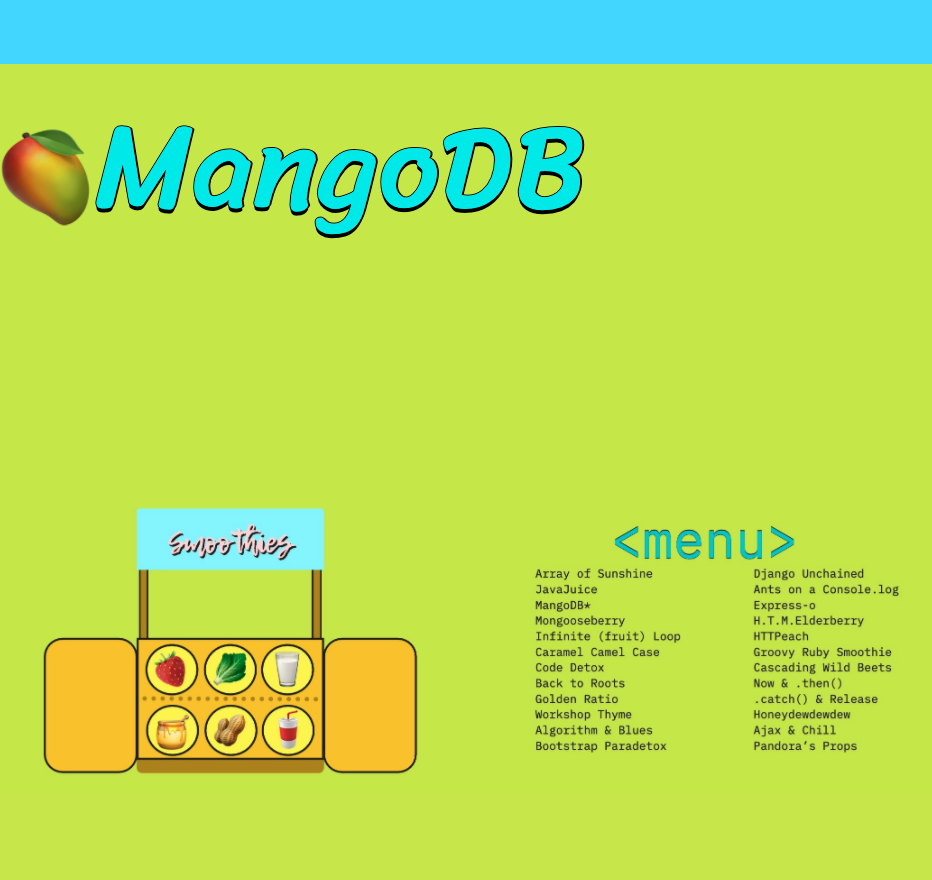 MangoDB
Smoothies
<menu>
Array of Sunshine
JavaJuice
MangoDB*
Mongooseberry
Infinite (fruit) Loop
Caramel Camel Case
Code Detox
Back to Roots
Golden Ratio
Workshop Thyme
Algorithm & Blues
Bootstrap Paradetox
Django Unchained
Ants on a Console.log
Express-o
H.T.M.Elderberry
HTTPeach
Groovy Ruby Smoothie
Cascading Wild Beets
Now & .then()
.catch() & Release
Honeydewdewdew
Ajax & Chill
Pandora’s Props